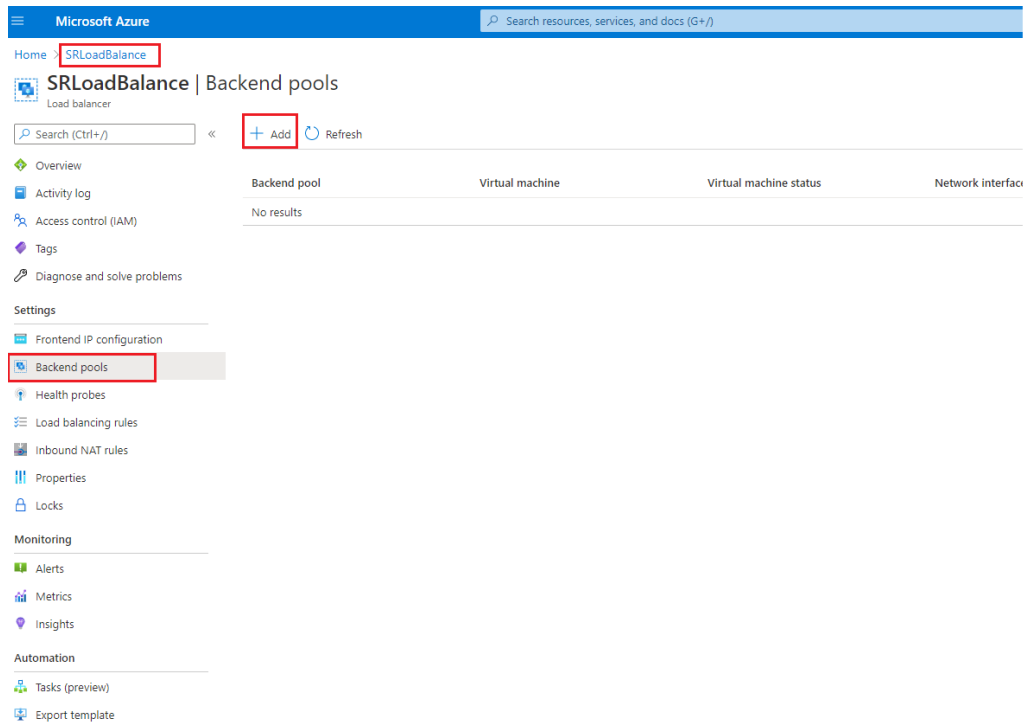 Microsoft Azure
Search resources, services, and docs (G+/)
Home > SRLoadBalance
SRLoadBalance | Backend pools
Load balancer
Search (Ctrl+/)
«
+ Add
Refresh
Backend pool Virtual machine Virtual machine status Network interface
No results
Overview
Activity log
Access control (IAM)
Tags
Diagnose and solve problems
Settings
Frontend IP configuration
Backend pools
Health probes
Load balancing rules
Inbound NAT rules
Properties
Locks
Monitoring
Alerts
Metrics
Insights
Automation
Tasks (preview)
Export template